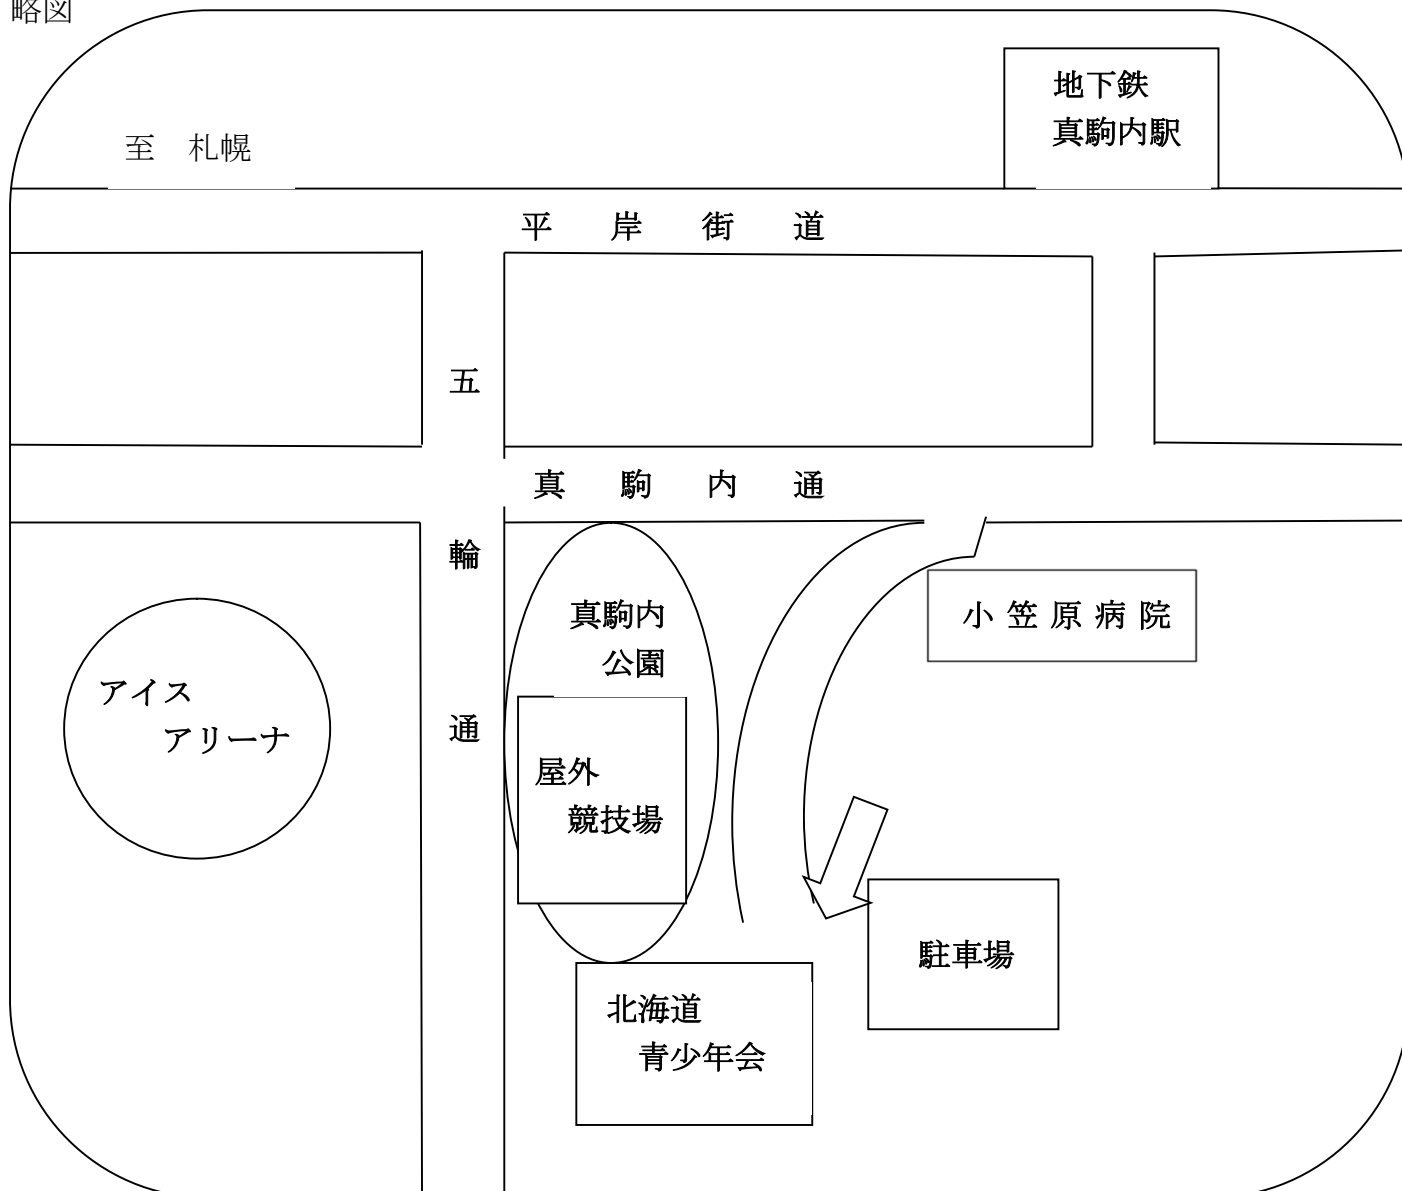 略図
地下鉄
真駒内駅
至　札幌
平　岸　街　道
五輪通
真　駒　内　通
真駒内
公園
小笠原病院
アイス
アリーナ
屋外
競技場
駐車場
北海道
青少年会